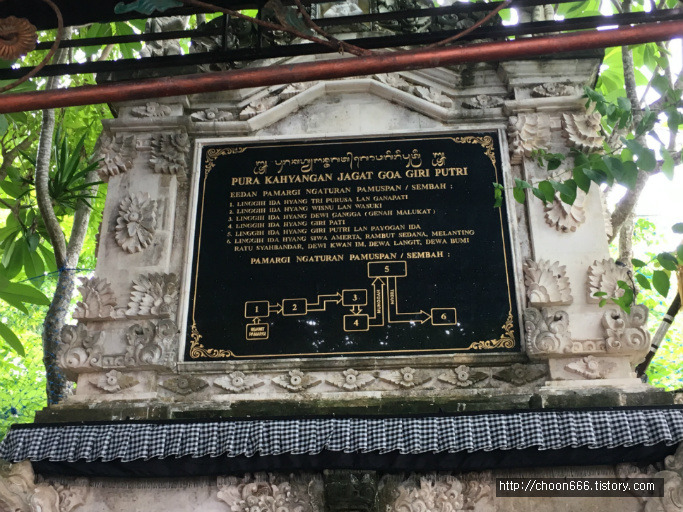 PURA KAHYANGAN JAGAT GOA GIRI PUTRI
EEDAN PAMARGI NGATURAN PAMUSPAN / SEMBAH :
1. LINGGIH IDA HYANG TRI PURUSA LAN GANAPATI
2. LINGGIH IDA HYANG WISNU LAN WASUKI
3. LINGGIH IDA HYANG DEWI GANGGA (GENAH MALUKAT)
4. LINGGIH IDA HYANG GIRI PATI
5. LINGGIH IDA HYANG GIRI PUTRI LAN PAYOGAN IDA
6. LINGGIH IDA HYANG SIWA AMERTA, RAMBUT SEDANA, MELANTING
RATU SYAHBANDAR, DEWI KWAN IM, DEWA LANGIT, DEWA BUMI
PAMARGI NGATURAN PAMUSPAN / SEMBAH :
5
1
2
3
4
6
http://choon666.tistory.com